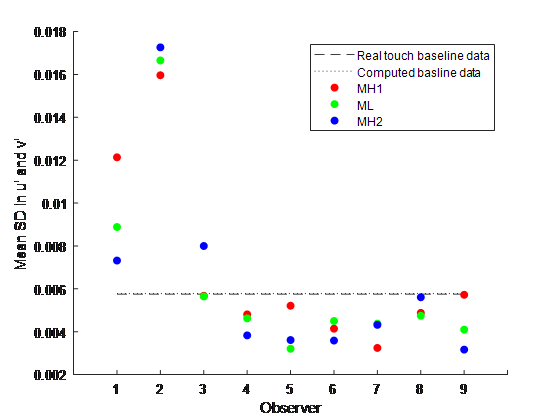 0.018
0.016
0.014
0.012
0.01
0.008
0.006
0.004
0.002
Mean SD in u' and v'
Real touch baseline data
Computed basline data
MH1
ML
MH2
1 2 3 4 5 6 7 8 9
Observer